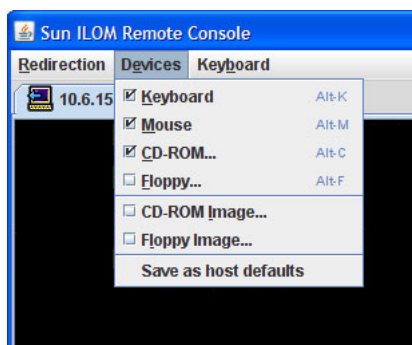 Sun ILOM Remote Console
Redirection Devices Keyboard
10.6.15
Keyboard Alt-K
Mouse Alt-M
CD-ROM... Alt-C
Floppy... Alt-F
CD-ROM Image...
Floppy Image...
Save as host defaults